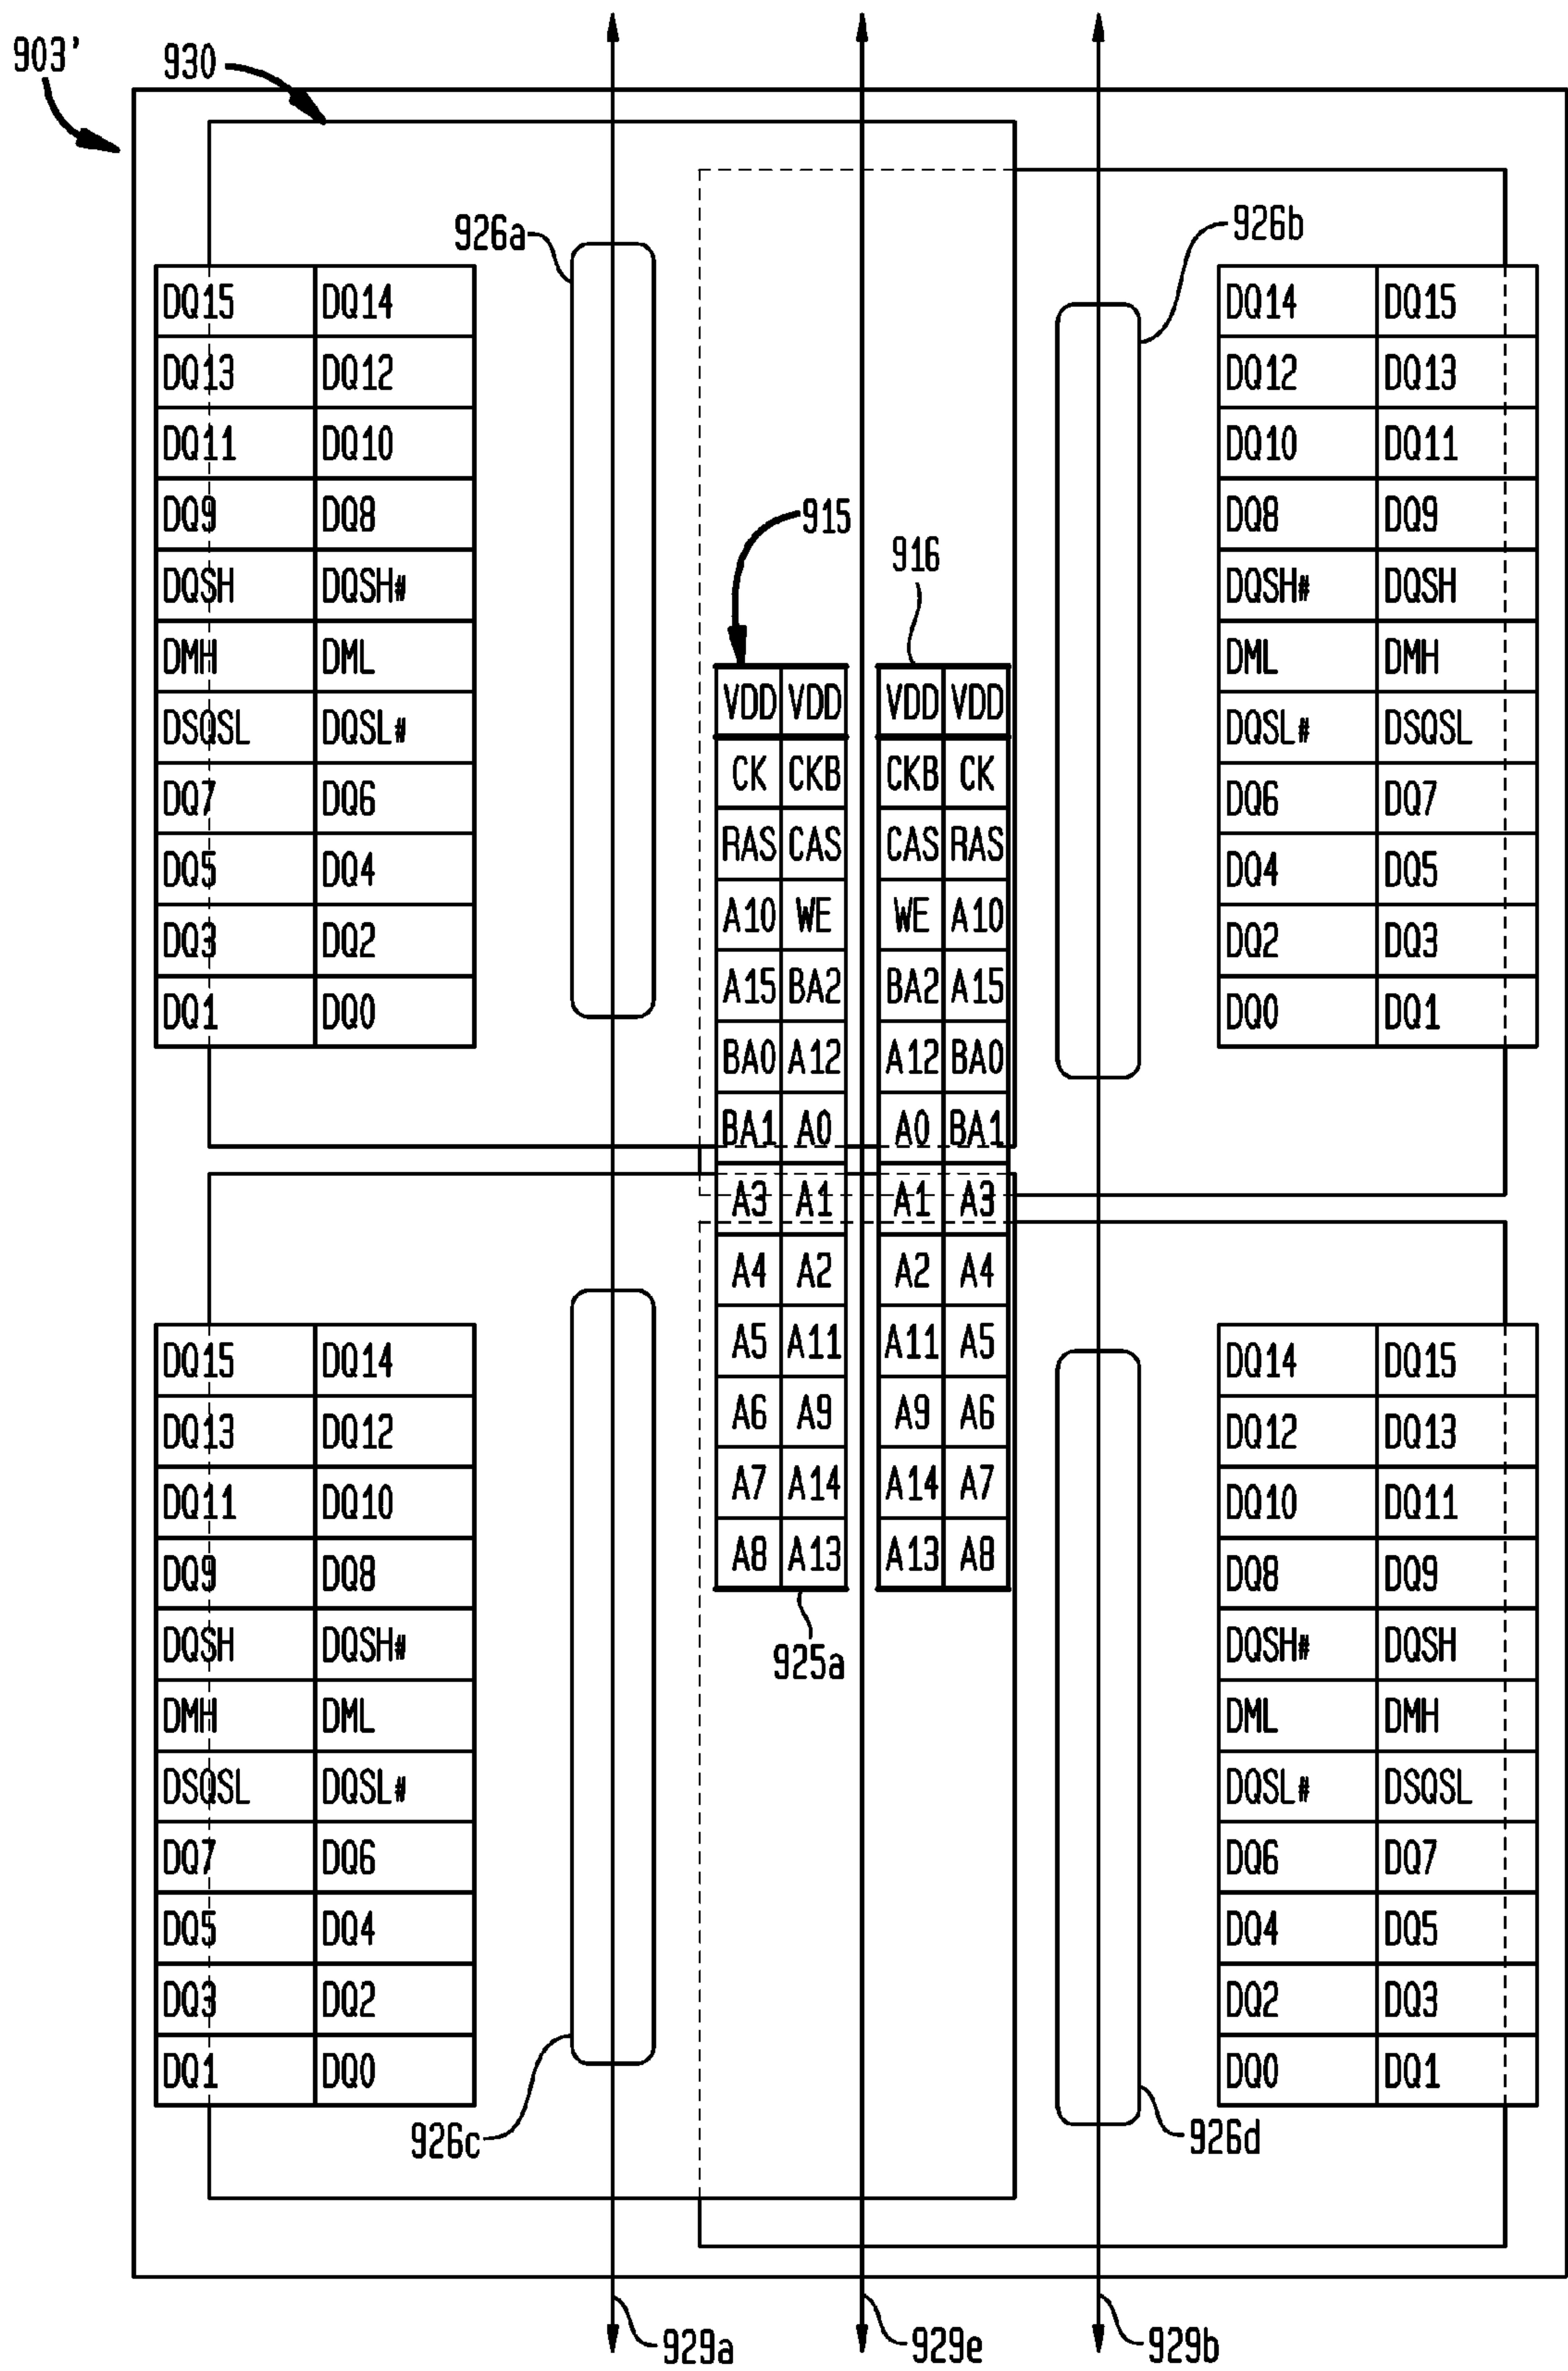 903’
930
926a
926b
DQ15 DQ14 DQ14 DQ15
DQ13 DQ12 DQ12 DQ13
DQ11 DQ10 DQ10 DQ11
DQ9 DQ8 DQ8 DQ9
915
916
DQSH DQSH# DQSH# DQSH
DMH DML DML DMH
VDD VDD VDD VDD
DSQSL DQSL# DQSL# DSQSL
CK CKB CKB CK
DQ7 DQ6 DQ6 DQ7
RAS CAS CAS RAS
DQ5 DQ4 DQ4 DQ5
A10 WE WE A10
DQ3 DQ2 DQ2 DQ3
A15 BA2 BA2 A15
DQ1 DQ0 DQ0 DQ1
BA0 A12 A12 BA0
BA1 A0 A0 BA1
A3 A1 A1 A3
A4 A2 A2 A4
A5 A11 A11 A5
DQ15 DQ14 DQ14 DQ15
A6 A9 A9 A6
DQ13 DQ12 DQ12 DQ13
A7 A14 A14 A7
DQ11 DQ10 DQ10 DQ11
A8 A13 A13 A8
DQ9 DQ8 DQ8 DQ9
DQSH DQSH# DQSH# DQSH
925a
DMH DML DML DMH
DSQSL DQSL# DQSL# DSQSL
DQ7 DQ6 DQ6 DQ7
DQ5 DQ4 DQ4 DQ5
DQ3 DQ2 DQ2 DQ3
DQ1 DQ0 DQ0 DQ1
926c
926d
929a
929e
929b